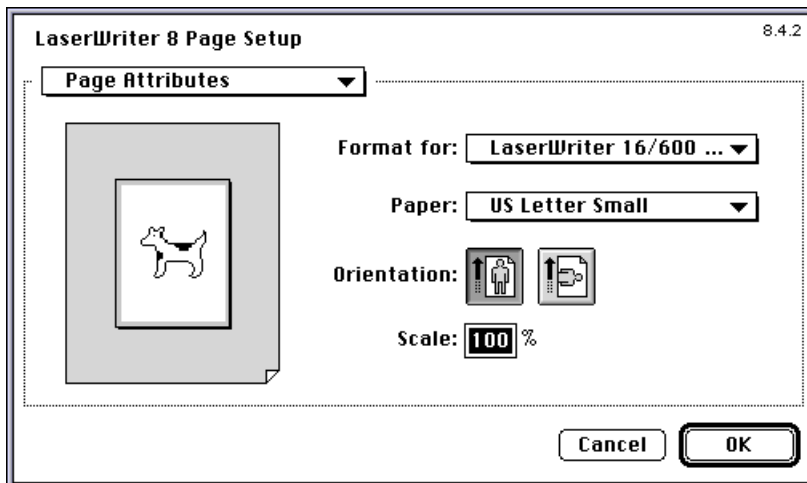 LaserWriter 8 Page Setup 8.4.2
Page Attributes
Format for: LaserWriter 16/600 ...
Paper: US Letter Small
Orientation:
Scale: 100 %
Cancel OK